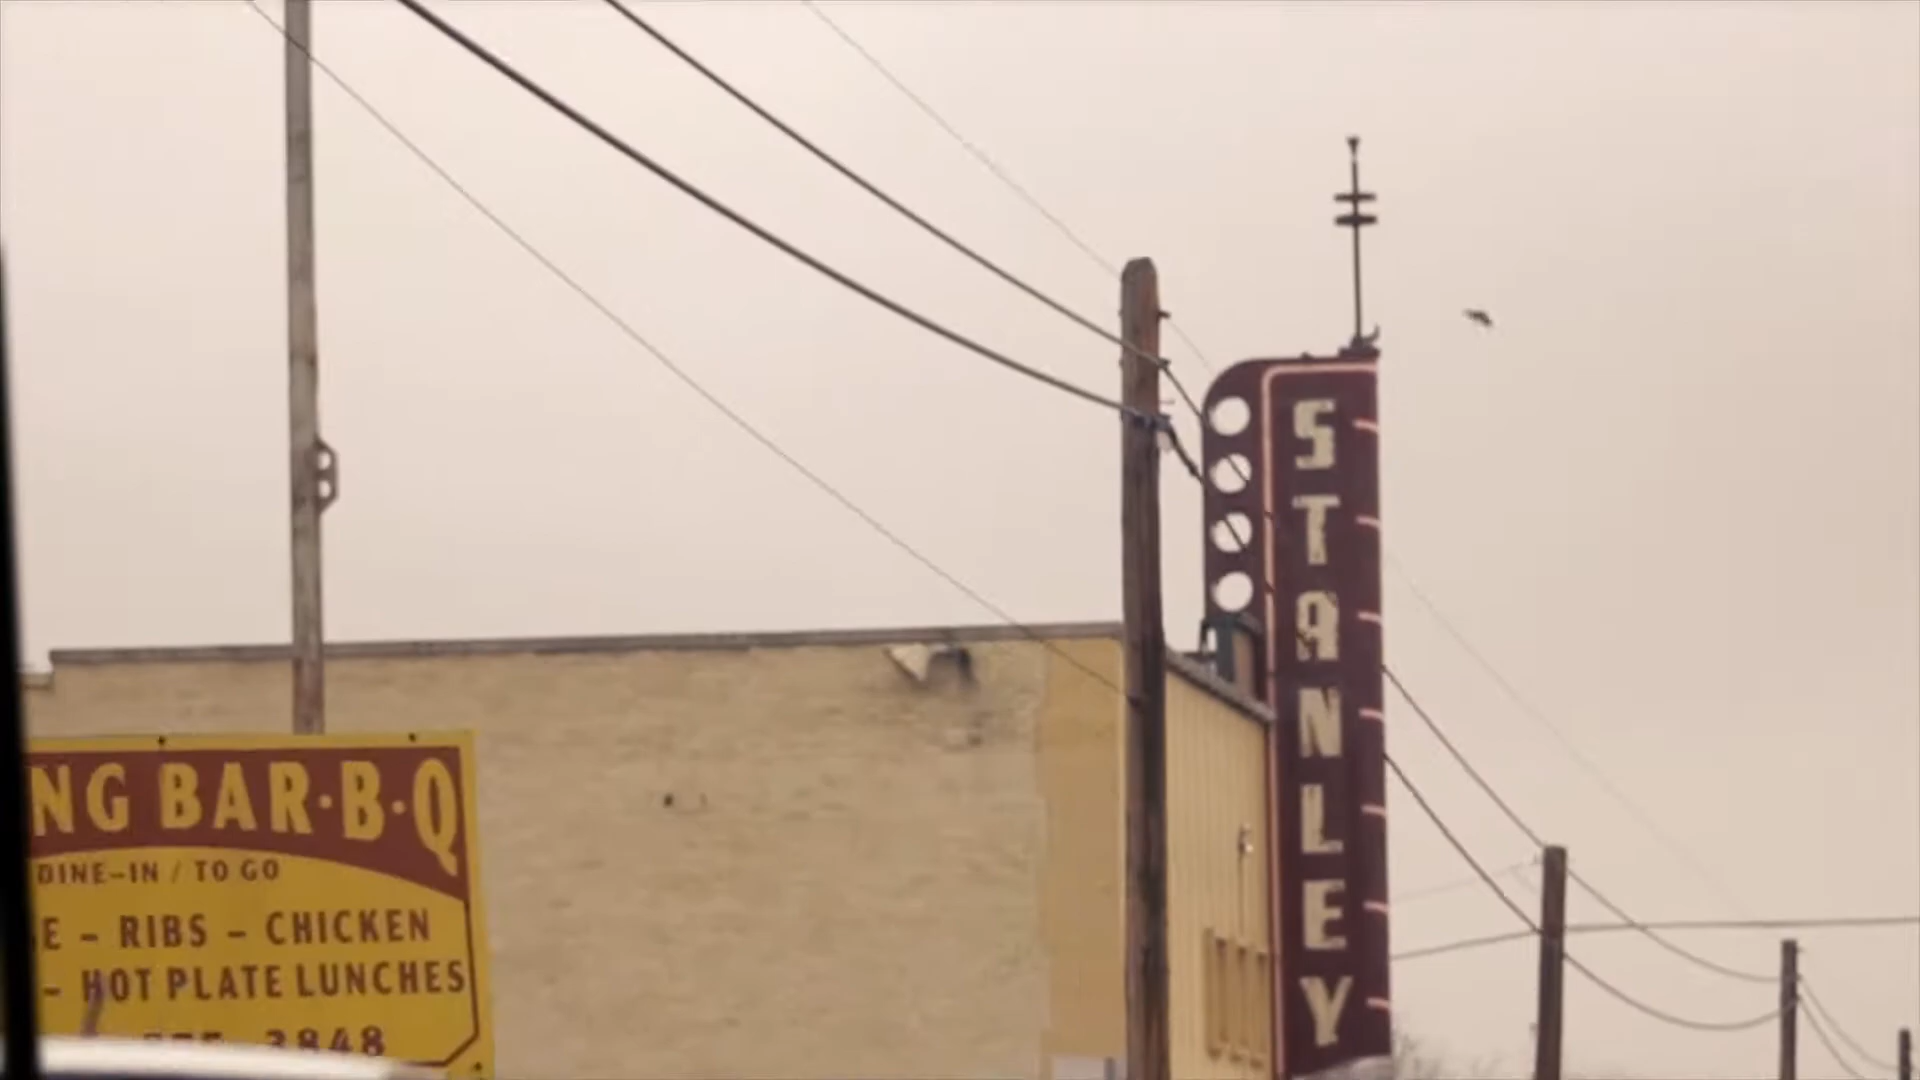 NG BAR·B·Q
DINE-IN / TO GO
E - RIBS - CHICKEN
- HOT PLATE LUNCHES
3848
STANLEY